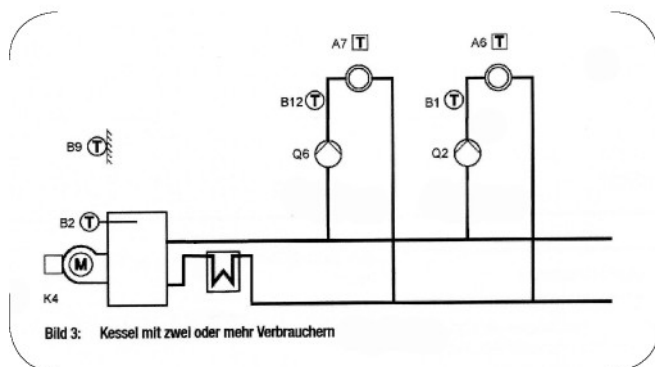 A7 T
A6 T
B12 T
B1 T
B9 T
Q6
Q2
B2 T
M
K4
Bild 3: Kessel mit zwei oder mehr Verbrauchern